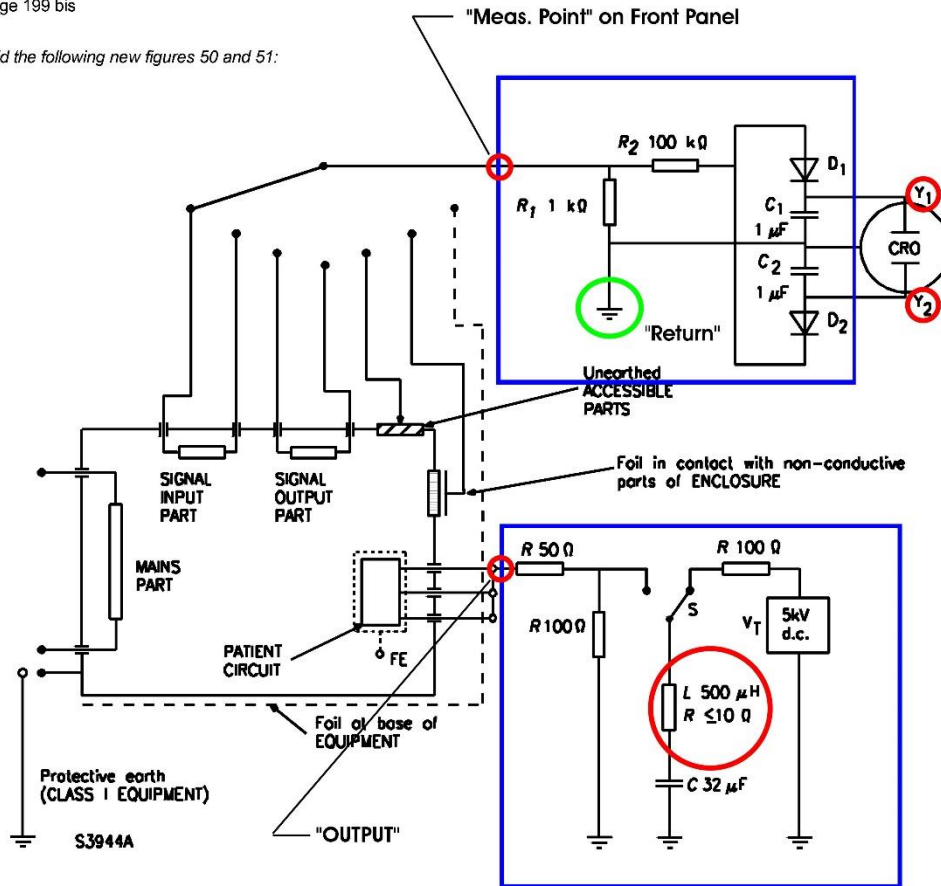 ge 199 bis
"Meas. Point" on Front Panel
d the following new figures 50 and 51:
R2 100 kΩ
D1
R1 1 kΩ
C1
1 µF
Y1
CRO
C2
1 µF
Y2
D2
"Return"
Unearthed
ACCESSIBLE
PARTS
SIGNAL
INPUT
PART
SIGNAL
OUTPUT
PART
Foil in contact with non-conductive
parts of ENCLOSURE
MAINS
PART
R 50 Ω
R 100 Ω
R 100 Ω
S
VT
5kV
d.c.
PATIENT
CIRCUIT
FE
L 500 µH
R ≤10 Ω
Foil at base of
EQUIPMENT
C 32 µF
Protective earth
(CLASS I EQUIPMENT)
S3944A
"OUTPUT"